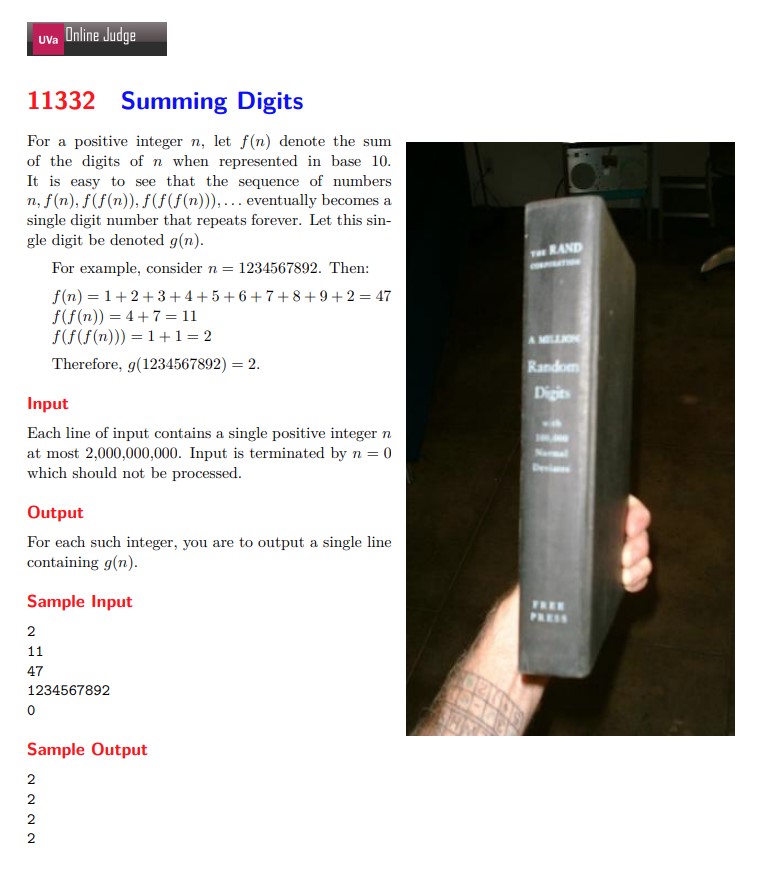 UVa Online Judge
11332 Summing Digits
For a positive integer n, let f(n) denote the sum
of the digits of n when represented in base 10.
It is easy to see that the sequence of numbers
n, f(n), f(f(n)), f(f(f(n))), . . . eventually becomes a
single digit number that repeats forever. Let this sin-
gle digit be denoted g(n).
For example, consider n = 1234567892. Then:
f(n) = 1 + 2 + 3 + 4 + 5 + 6 + 7 + 8 + 9 + 2 = 47
f(f(n)) = 4 + 7 = 11
f(f(f(n))) = 1 + 1 = 2
Therefore, g(1234567892) = 2.
Input
Each line of input contains a single positive integer n
at most 2,000,000,000. Input is terminated by n = 0
which should not be processed.
Output
For each such integer, you are to output a single line
containing g(n).
Sample Input
2
11
47
1234567892
0
Sample Output
2
2
2
2
THE RAND
CORPORATION
A MILLION
Random
Digits
with
100,000
Normal
Deviates
FREE
PRESS